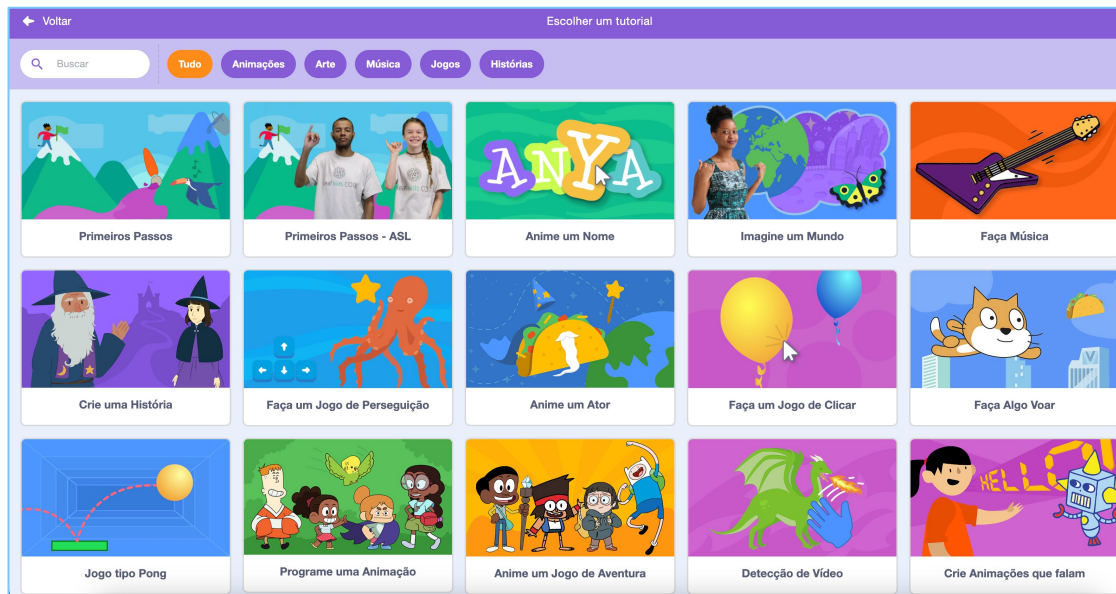 Voltar
Escolher um tutorial
Buscar
Tudo
Animações
Arte
Música
Jogos
Histórias
ANYA
Primeiros Passos
Primeiros Passos - ASL
Anime um Nome
Imagine um Mundo
Faça Música
Crie uma História
Faça um Jogo de Perseguição
Anime um Ator
Faça um Jogo de Clicar
Faça Algo Voar
HELLO
Jogo tipo Pong
Programe uma Animação
Anime um Jogo de Aventura
Detecção de Vídeo
Crie Animações que falam